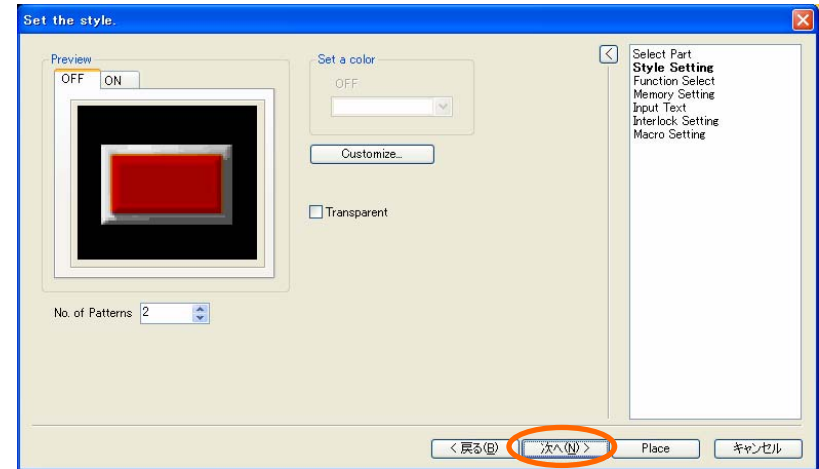 Set the style.
Preview
OFF ON
No. of Patterns 2
Set a color
OFF
Customize...
Transparent
<
Select Part
Style Setting
Function Select
Memory Setting
Input Text
Interlock Setting
Macro Setting
< 戻る(B) 次へ(N) > Place キャンセル